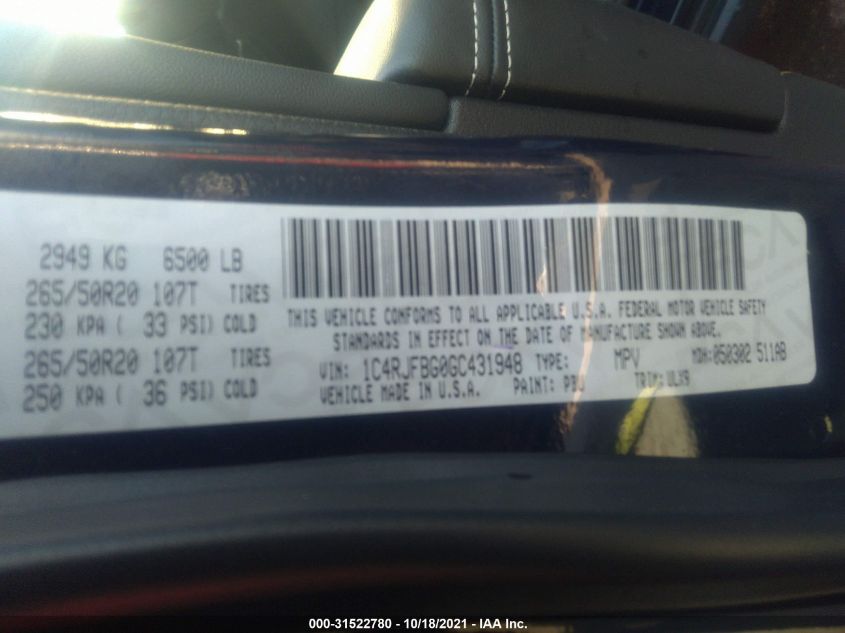 2949 KG 6500 LB
265/50R20 107T TIRES
230 KPA ( 33 PSI) COLD
265/50R20 107T TIRES
250 KPA ( 36 PSI) COLD
THIS VEHICLE CONFORMS TO ALL APPLICABLE U.S.A. FEDERAL MOTOR VEHICLE SAFETY
STANDARDS IN EFFECT ON THE DATE OF MANUFACTURE SHOWN ABOVE.
VIN: 1C4RJFBG0GC431948 TYPE: MPV MDH: 050302 511AB
VEHICLE MADE IN U.S.A. PAINT: PBU TRIM:
000-31522780 - 10/18/2021 - IAA Inc.